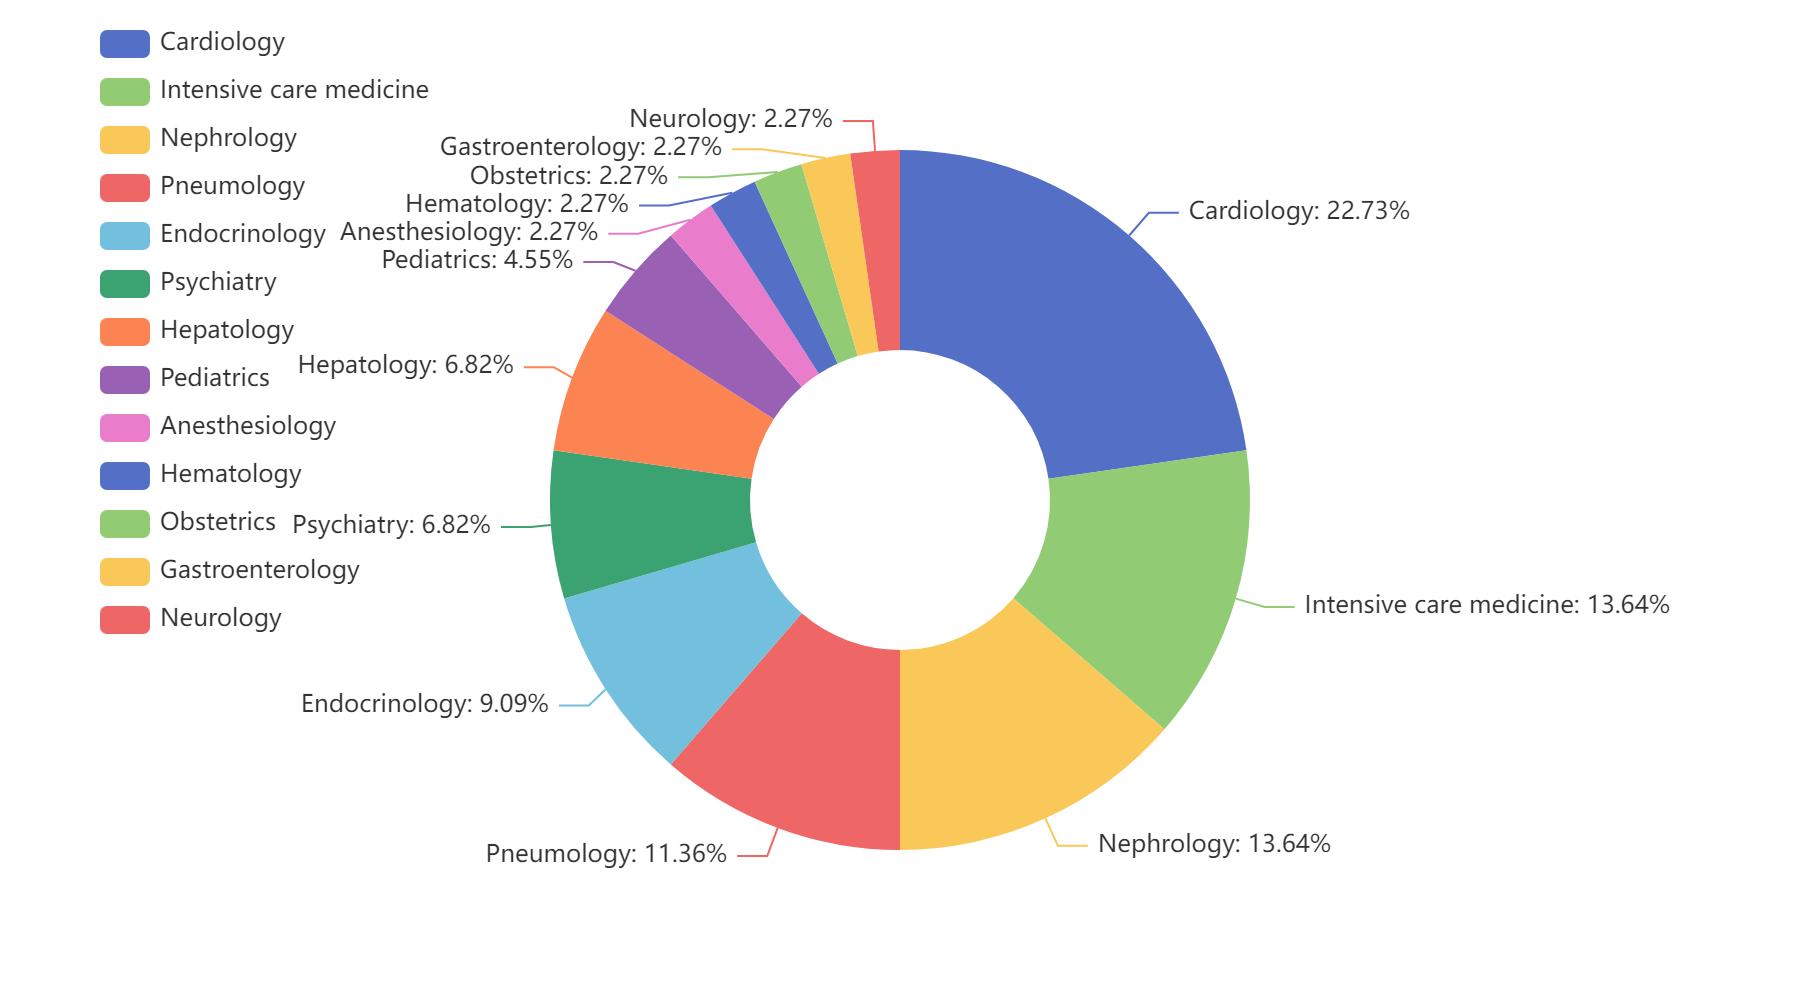 Cardiology
Intensive care medicine
Nephrology
Pneumology
Endocrinology
Psychiatry
Hepatology
Pediatrics
Anesthesiology
Hematology
Obstetrics
Gastroenterology
Neurology
Neurology: 2.27%
Gastroenterology: 2.27%
Obstetrics: 2.27%
Hematology: 2.27%
Anesthesiology: 2.27%
Pediatrics: 4.55%
Hepatology: 6.82%
Psychiatry: 6.82%
Endocrinology: 9.09%
Pneumology: 11.36%
Cardiology: 22.73%
Intensive care medicine: 13.64%
Nephrology: 13.64%